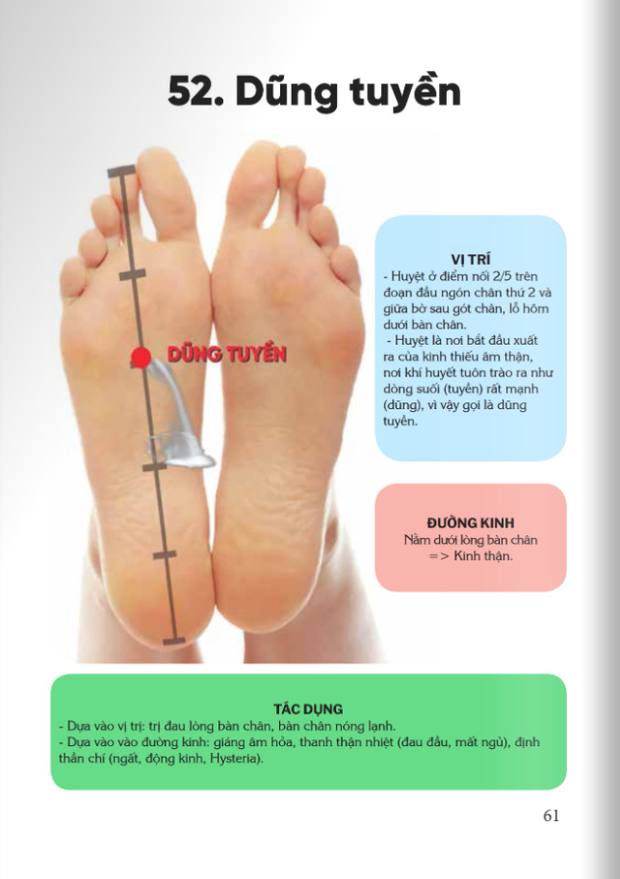 52. Dũng tuyền
DŨNG TUYỀN
VỊ TRÍ
- Huyệt ở điểm nối 2/5 trên
đoạn đầu ngón chân thứ 2 và
giữa bờ sau gót chân, lỗ hõm
dưới bàn chân.
- Huyệt là nơi bắt đầu xuất
ra của kinh thiếu âm thận,
nơi khí huyết tuôn trào ra như
dòng suối (tuyền) rất mạnh
(dũng), vì vậy gọi là dũng
tuyền.
ĐƯỜNG KINH
Nằm dưới lòng bàn chân
=> Kinh thận.
TÁC DỤNG
- Dựa vào vị trí: trị đau lòng bàn chân, bàn chân nóng lạnh.
- Dựa vào vào đường kinh: giáng âm hỏa, thanh thận nhiệt (đau đầu, mất ngủ), định
thần chí (ngất, động kinh, Hysteria).
61